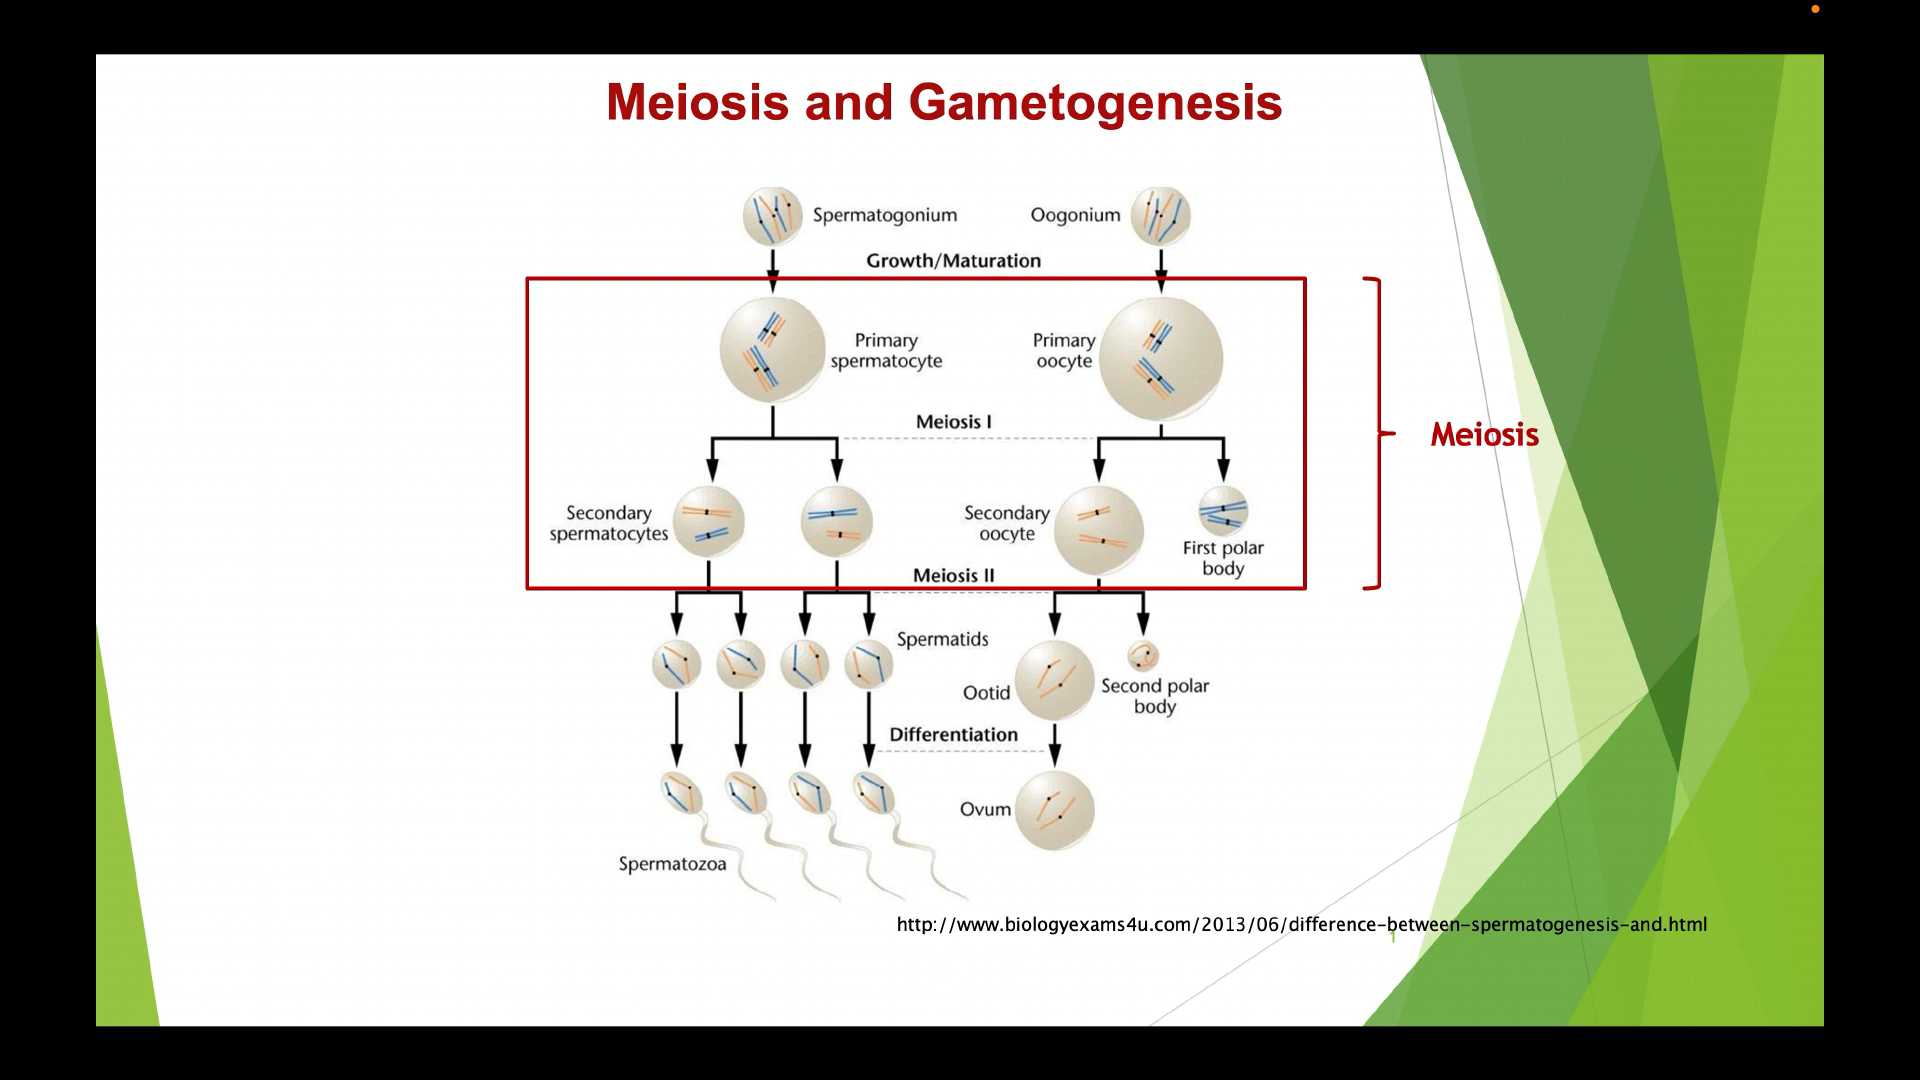 Meiosis and Gametogenesis
Spermatogonium
Oogonium
Growth/Maturation
Primary
spermatocyte
Primary
oocyte
Meiosis I
Meiosis
Secondary
spermatocytes
Secondary
oocyte
First polar
body
Meiosis II
Spermatids
Ootid
Second polar
body
Differentiation
Ovum
Spermatozoa
http://www.biologyexams4u.com/2013/06/difference-between-spermatogenesis-and.html
1